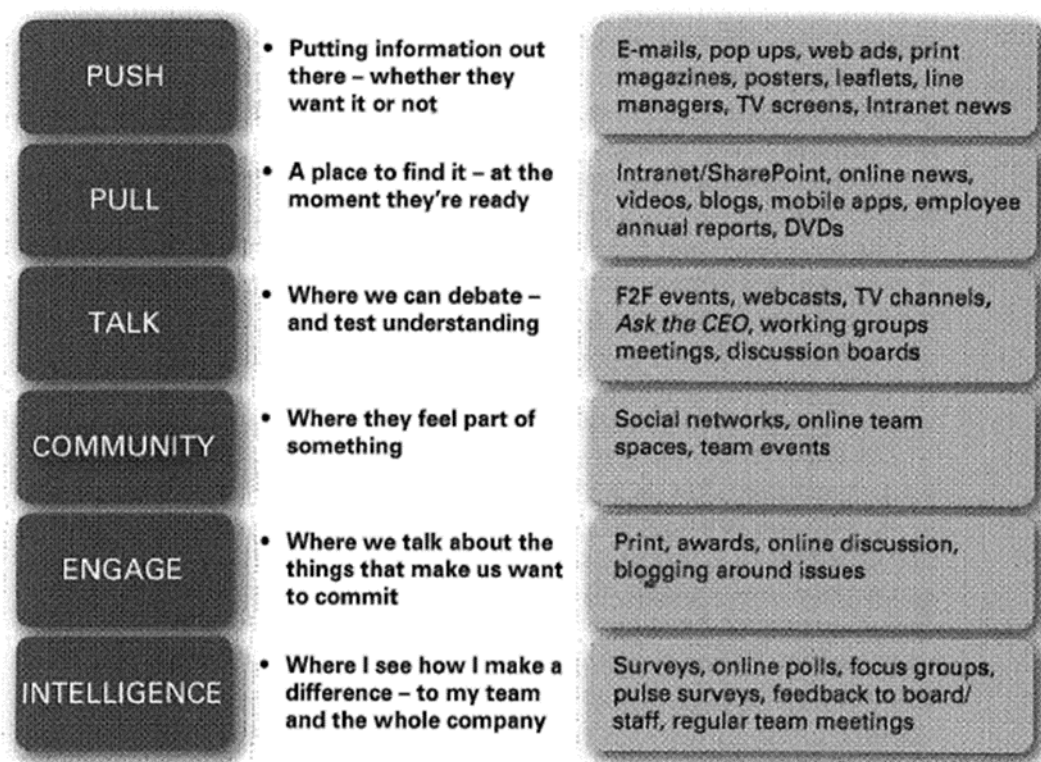 PUSH
• Putting information out
there – whether they
want it or not
E-mails, pop ups, web ads, print
magazines, posters, leaflets, line
managers, TV screens, Intranet news
PULL
• A place to find it – at the
moment they're ready
Intranet/SharePoint, online news,
videos, blogs, mobile apps, employee
annual reports, DVDs
TALK
• Where we can debate –
and test understanding
F2F events, webcasts, TV channels,
Ask the CEO, working groups
meetings, discussion boards
COMMUNITY
• Where they feel part of
something
Social networks, online team
spaces, team events
ENGAGE
• Where we talk about the
things that make us want
to commit
Print, awards, online discussion,
blogging around issues
INTELLIGENCE
• Where I see how I make a
difference – to my team
and the whole company
Surveys, online polls, focus groups,
pulse surveys, feedback to board/
staff, regular team meetings